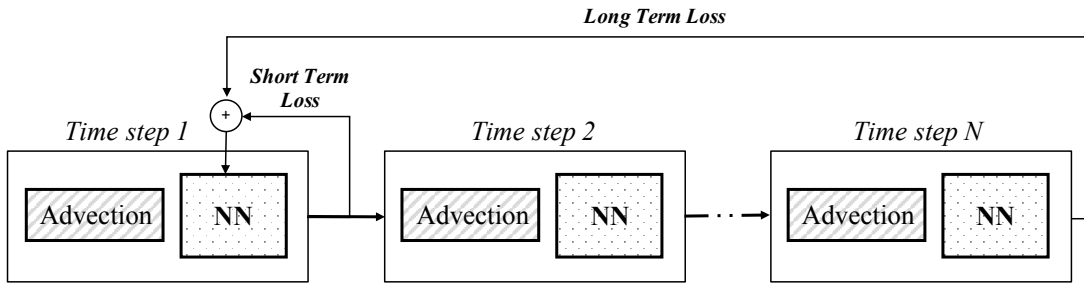 Long Term Loss
Short Term
Loss
+
Time step 1
Time step 2
Time step N
Advection
NN
Advection
NN
Advection
NN